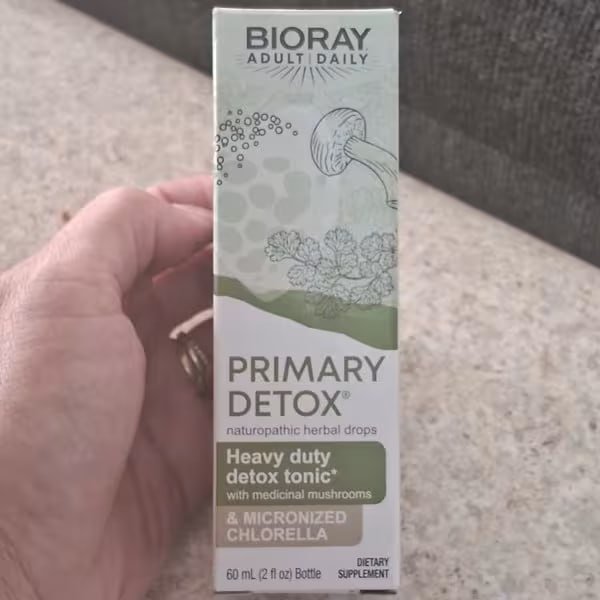 BIORAY
ADULT | DAILY
PRIMARY
DETOX®
naturopathic herbal drops
Heavy duty
detox tonic*
with medicinal mushrooms
& MICRONIZED
CHLORELLA
60 mL (2 fl oz) Bottle
DIETARY
SUPPLEMENT